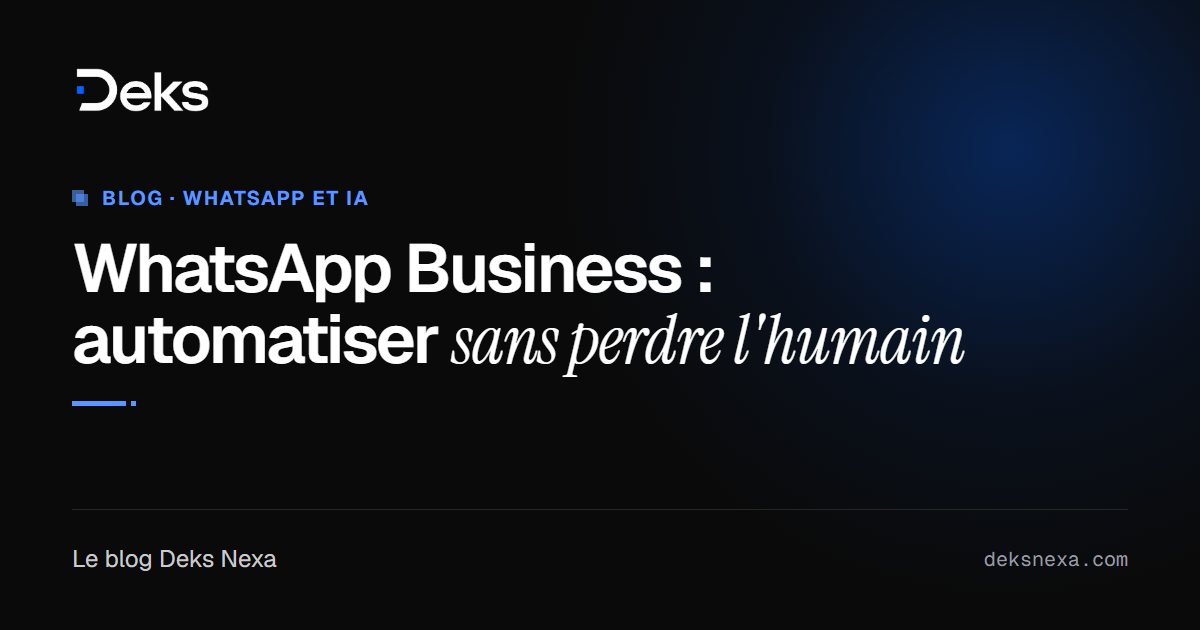 Deks
BLOG · WHATSAPP ET IA
WhatsApp Business :
automatiser sans perdre l'humain
Le blog Deks Nexa
deksnexa.com